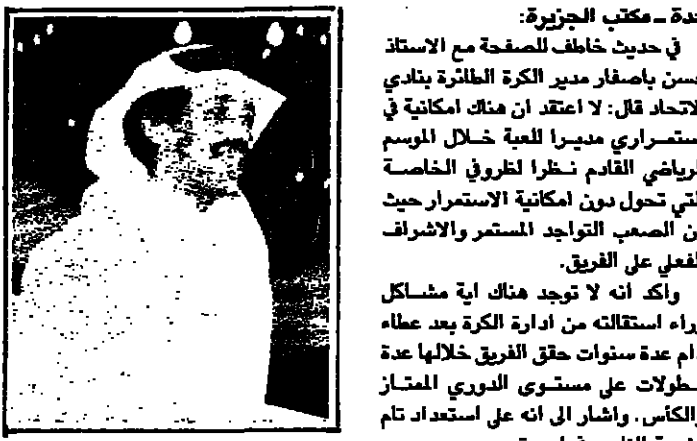 جدة ـ مكتب الجزيرة:
في حديث خاطف للصفحة مع الاستاذ
حسن باصفار مدير الكرة الطائرة بنادي
الاتحاد قال: لا اعتقد ان هناك امكانية في
استمراري مديرا للعبة خلال الموسم
الرياضي القادم نظرا لظروفي الخاصة
التي تحول دون امكانية الاستمرار حيث
من الصعب التواجد المستمر والاشراف
الفعلي على الفريق.
واكد انه لا توجد هناك اية مشاكل
وراء استقالته من ادارة الكرة بعد عطاء
دام عدة سنوات حقق الفريق خلالها عدة
بطولات على مستوى الدوري الممتاز
والكأس. واشار الى انه على استعداد تام